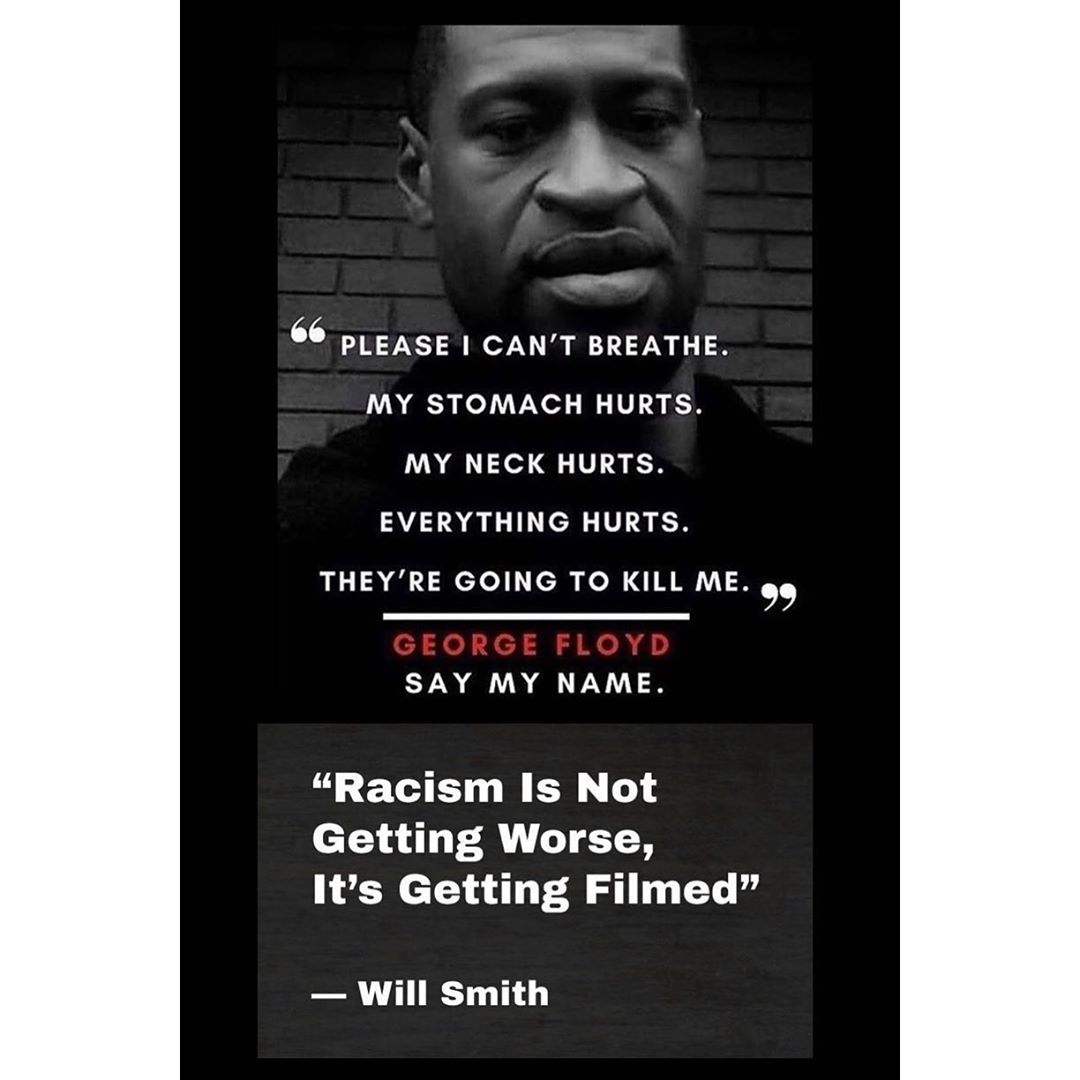 “ PLEASE I CAN’T BREATHE.
MY STOMACH HURTS.
MY NECK HURTS.
EVERYTHING HURTS.
THEY’RE GOING TO KILL ME. ”
GEORGE FLOYD
SAY MY NAME.
“Racism Is Not
Getting Worse,
It’s Getting Filmed”
— Will Smith